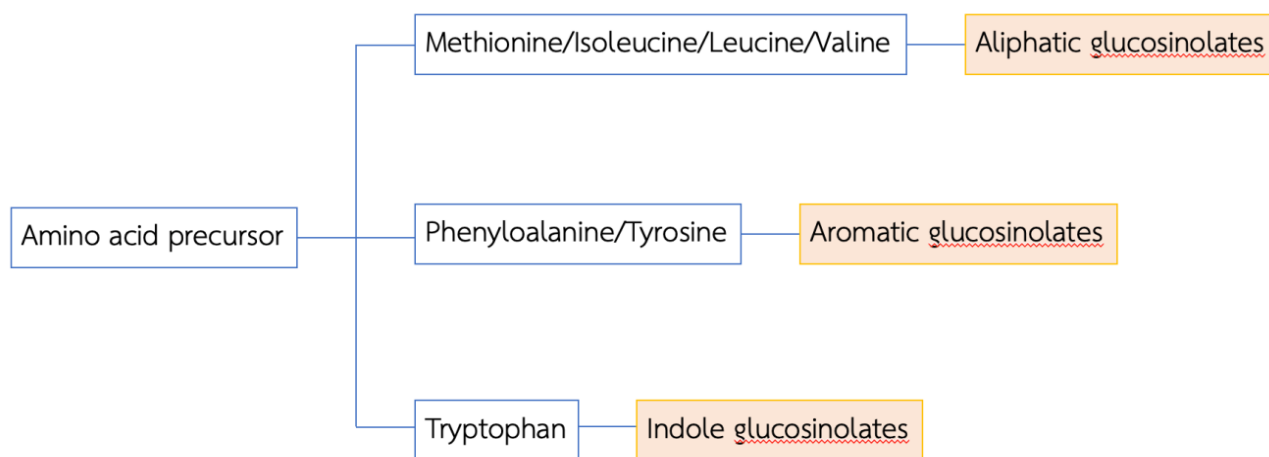 Methionine/Isoleucine/Leucine/Valine
Aliphatic glucosinolates
Amino acid precursor
Phenyloalanine/Tyrosine
Aromatic glucosinolates
Tryptophan
Indole glucosinolates